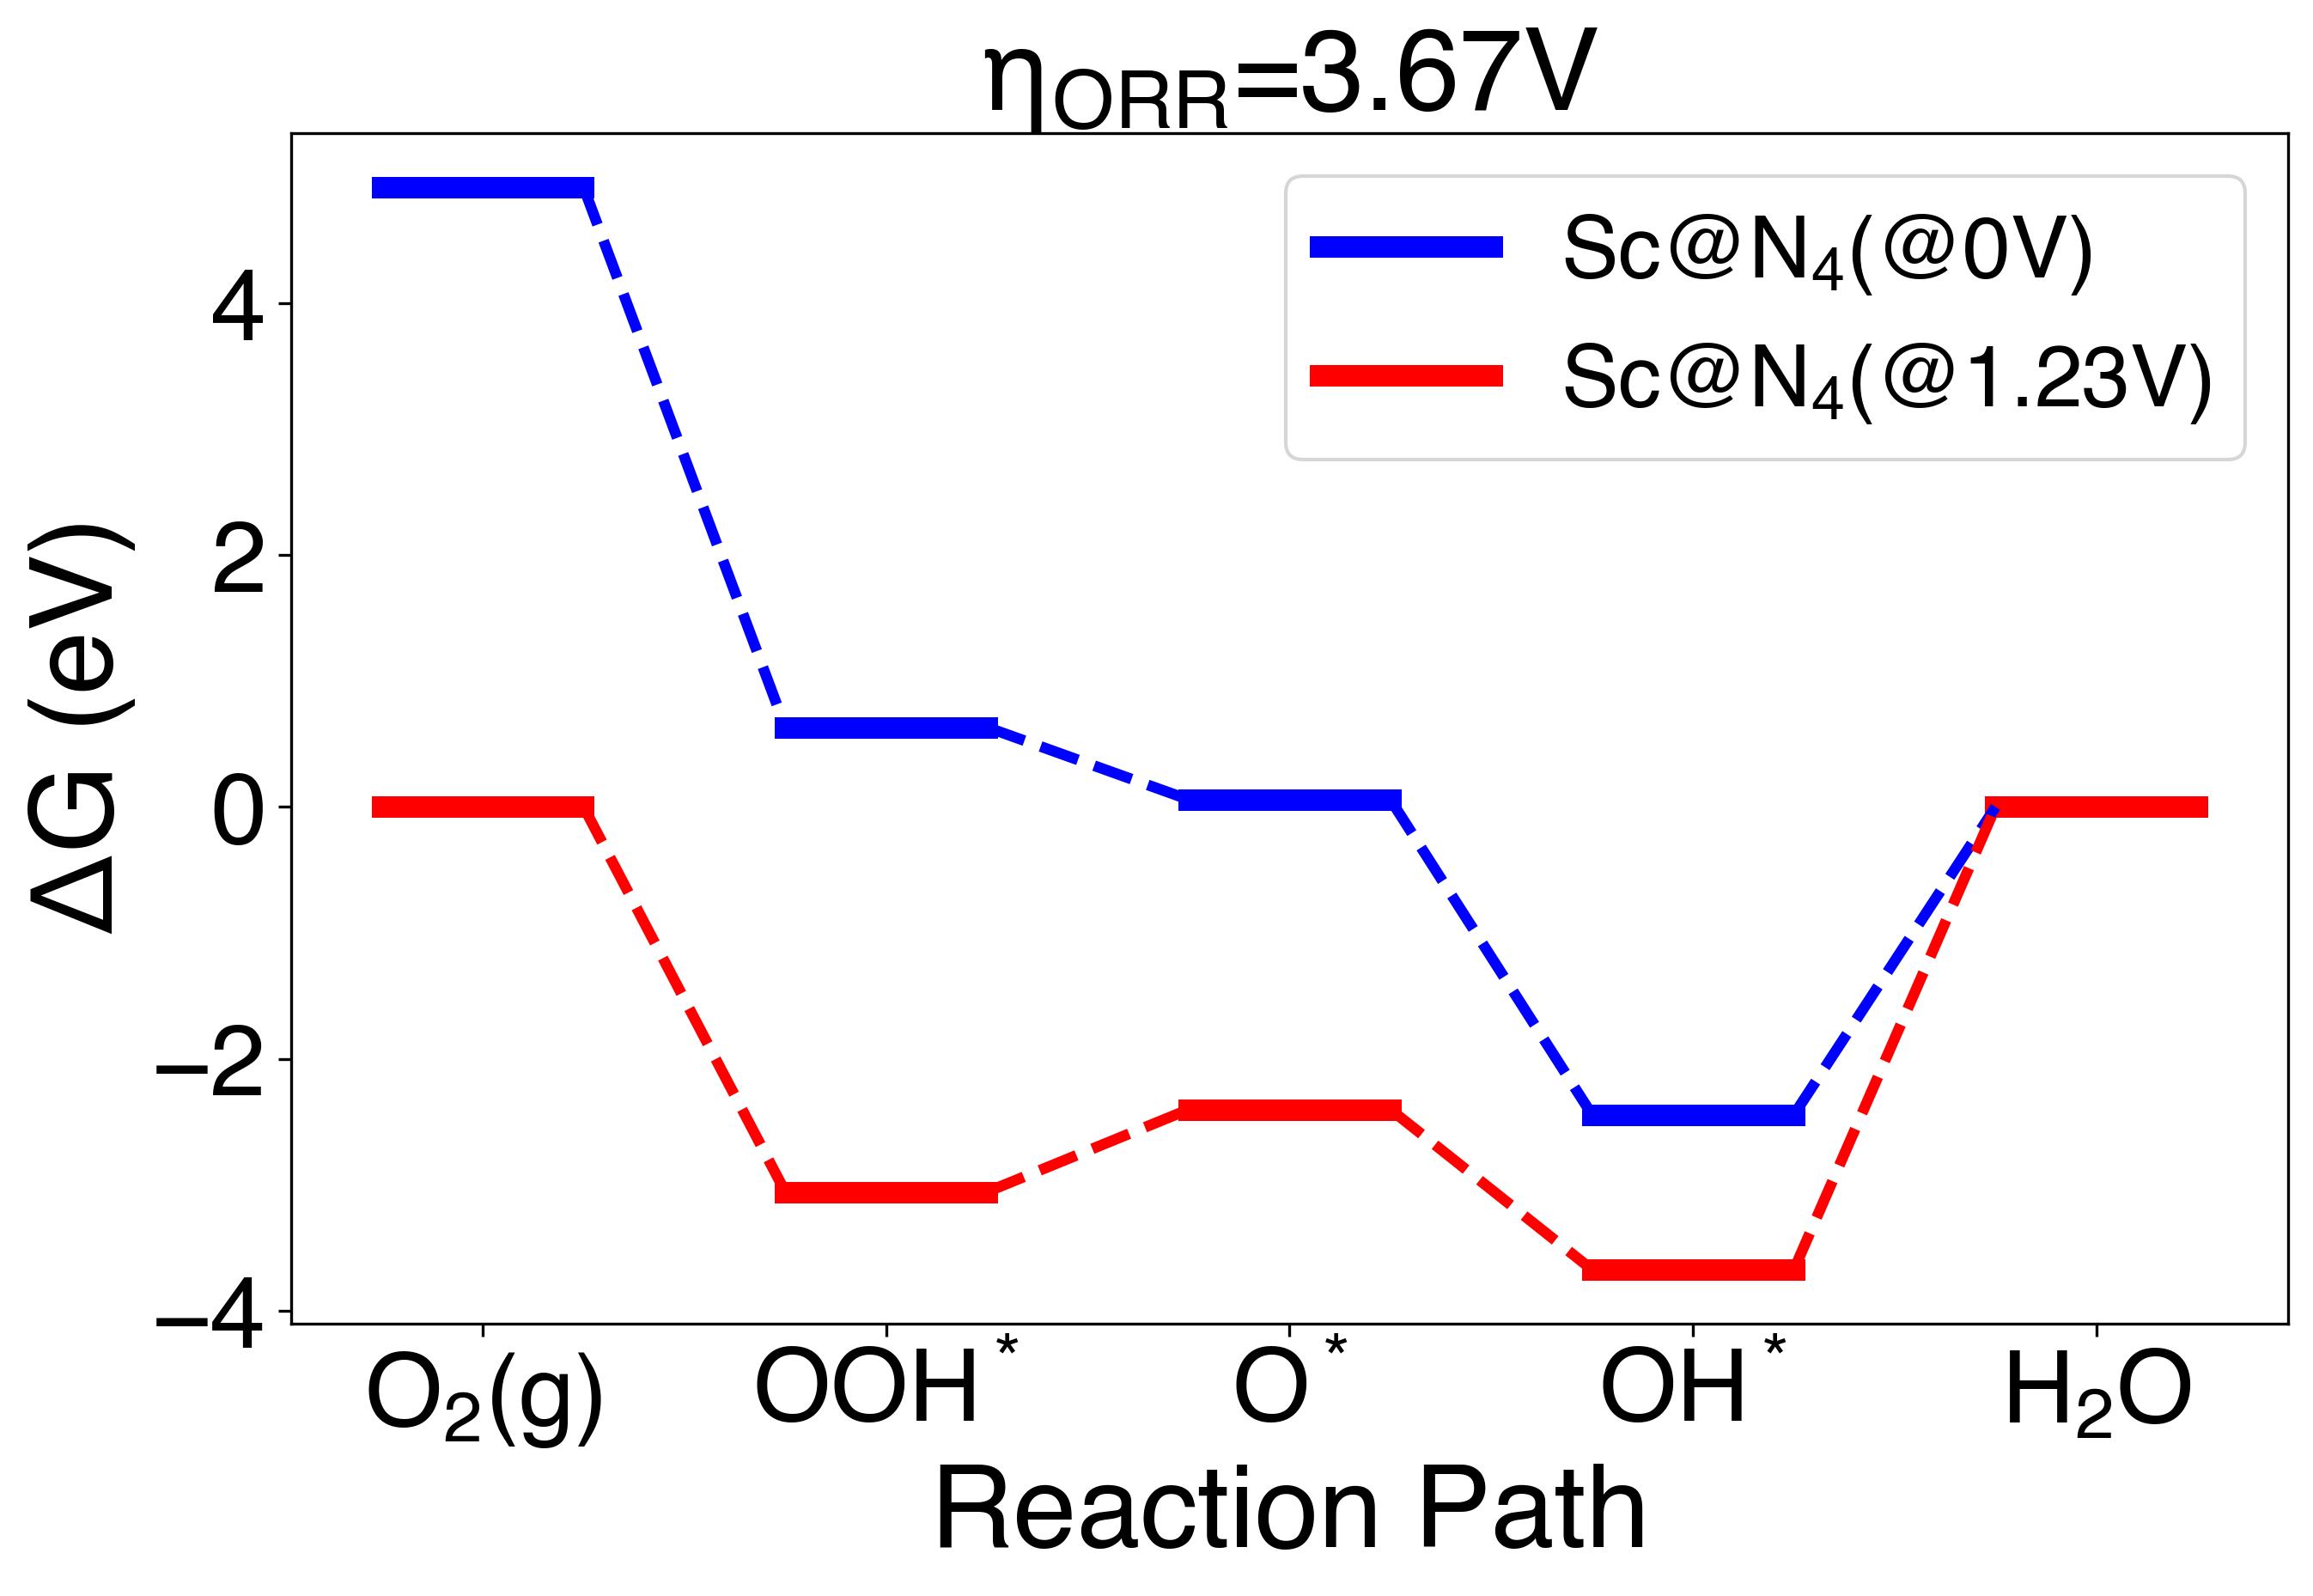 η_ORR=3.67V
Sc@N₄(@0V)
Sc@N₄(@1.23V)
ΔG (eV)
4
2
0
−2
−4
O₂(g) OOH* O* OH* H₂O
Reaction Path